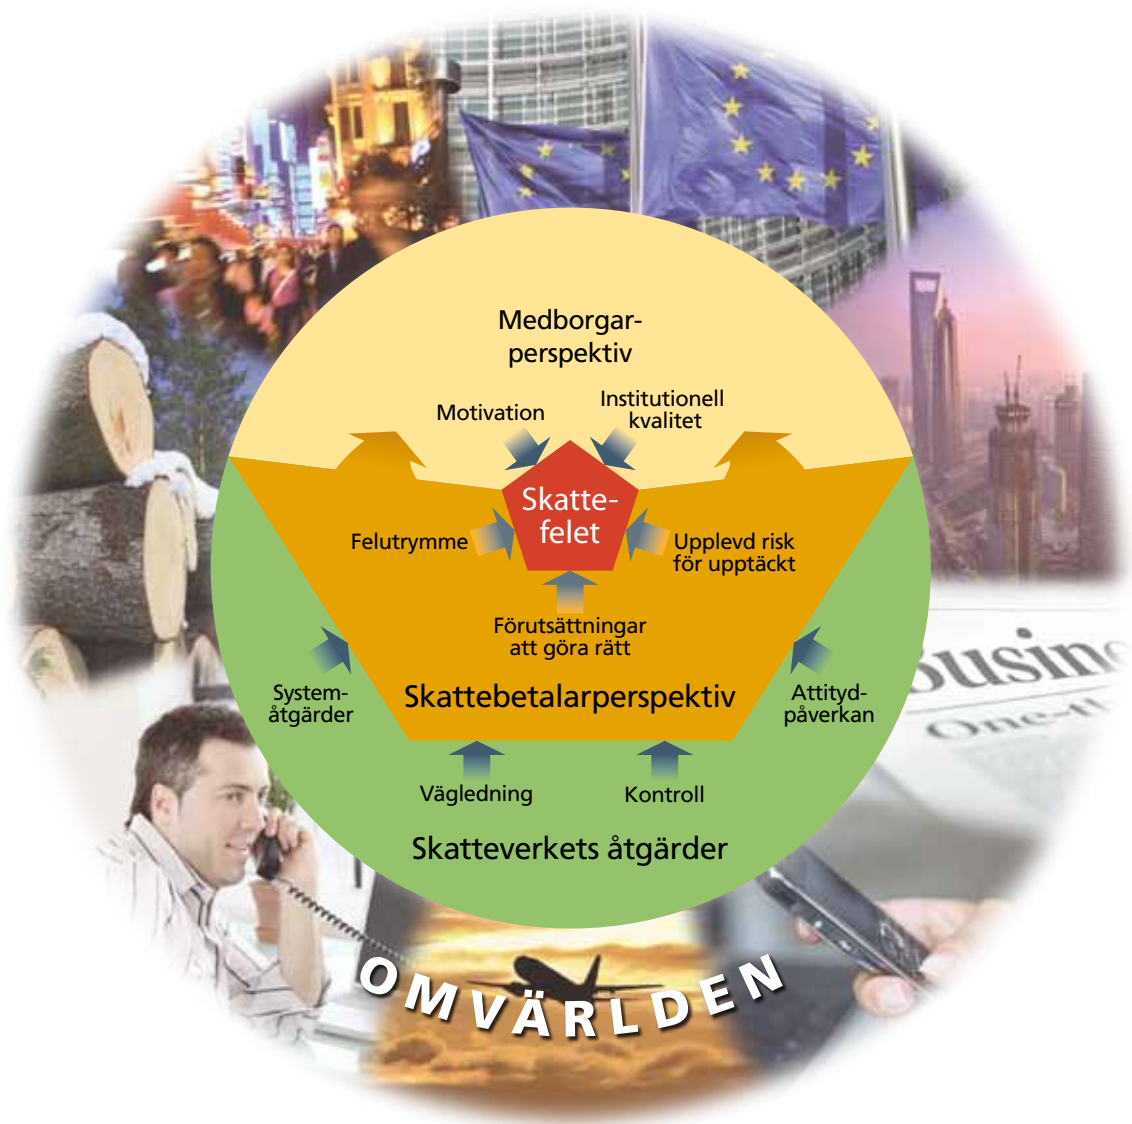 Medborgar-
perspektiv
Motivation
Institutionell
kvalitet
Skatte-
felet
Felutrymme
Upplevd risk
för upptäckt
Förutsättningar
att göra rätt
Skattebetalarperspektiv
System-
åtgärder
Attityd-
påverkan
Vägledning
Kontroll
Skatteverkets åtgärder
OMVÄRLDEN